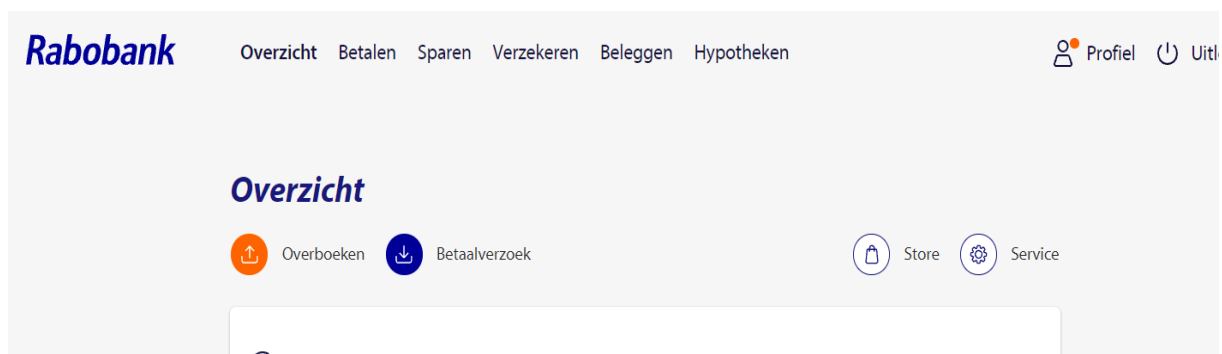 Rabobank Overzicht Betalen Sparen Verzekeren Beleggen Hypotheken Profiel
Overzicht
Overboeken Betaalverzoek Store Service